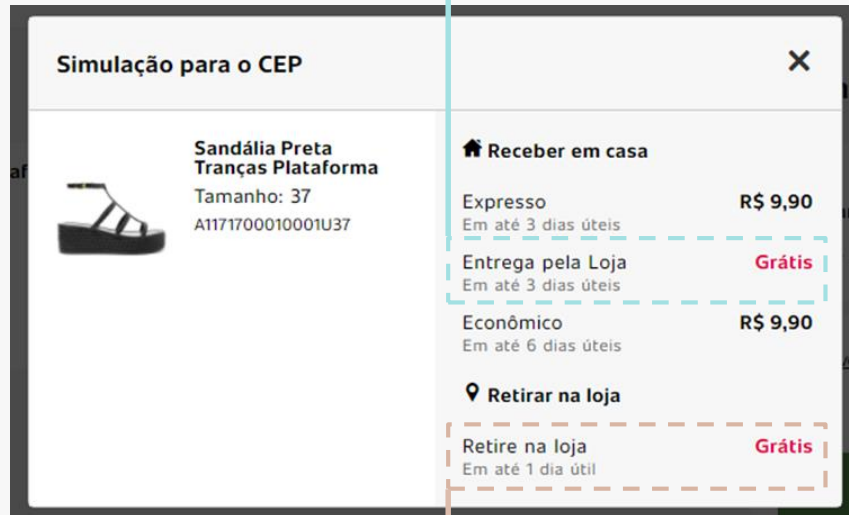 Simulação para o CEP
Sandália Preta
Tranças Plataforma
Tamanho: 37
A1171700010001U37
Receber em casa
Expresso R$ 9,90
Em até 3 dias úteis
Entrega pela Loja Grátis
Em até 3 dias úteis
Econômico R$ 9,90
Em até 6 dias úteis
Retirar na loja
Retire na loja Grátis
Em até 1 dia útil